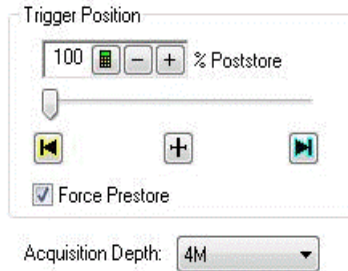 Trigger Position
100 % Poststore
Force Prestore
Acquisition Depth: 4M